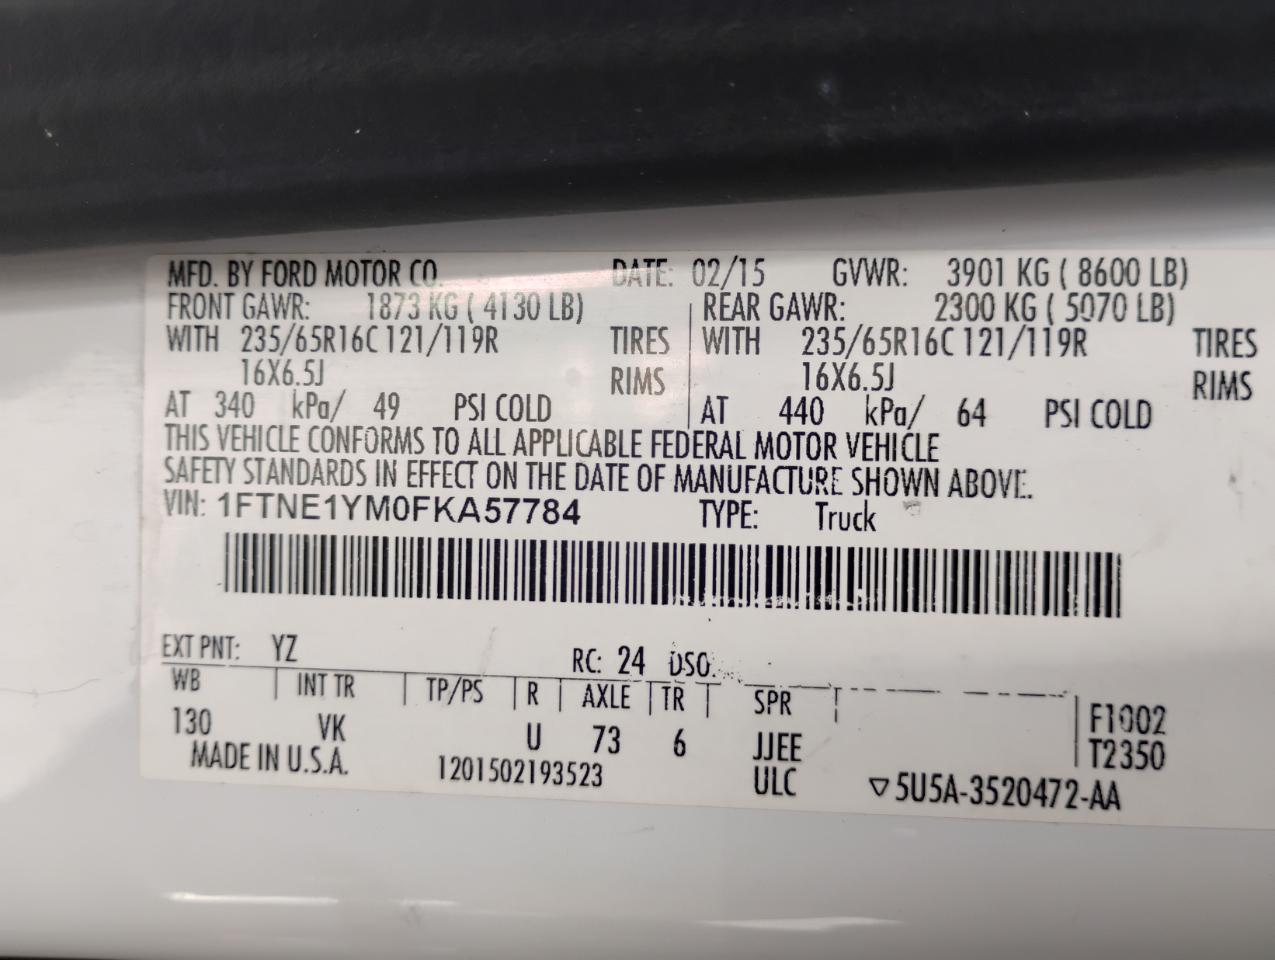 MFD. BY FORD MOTOR CO. DATE: 02/15 GVWR: 3901 KG ( 8600 LB)
FRONT GAWR: 1873 KG ( 4130 LB) REAR GAWR: 2300 KG ( 5070 LB)
WITH 235/65R16C 121/119R TIRES WITH 235/65R16C 121/119R TIRES
16X6.5J RIMS 16X6.5J RIMS
AT 340 kPa/ 49 PSI COLD AT 440 kPa/ 64 PSI COLD
THIS VEHICLE CONFORMS TO ALL APPLICABLE FEDERAL MOTOR VEHICLE
SAFETY STANDARDS IN EFFECT ON THE DATE OF MANUFACTURE SHOWN ABOVE.
VIN: 1FTNE1YM0FKA57784 TYPE: Truck
EXT PNT: YZ RC: 24 DSO:
WB INT TR TP/PS R AXLE TR SPR F1002
130 VK U 73 6 JJEE T2350
MADE IN U.S.A. 1201502193523 ULC ▽5U5A-3520472-AA